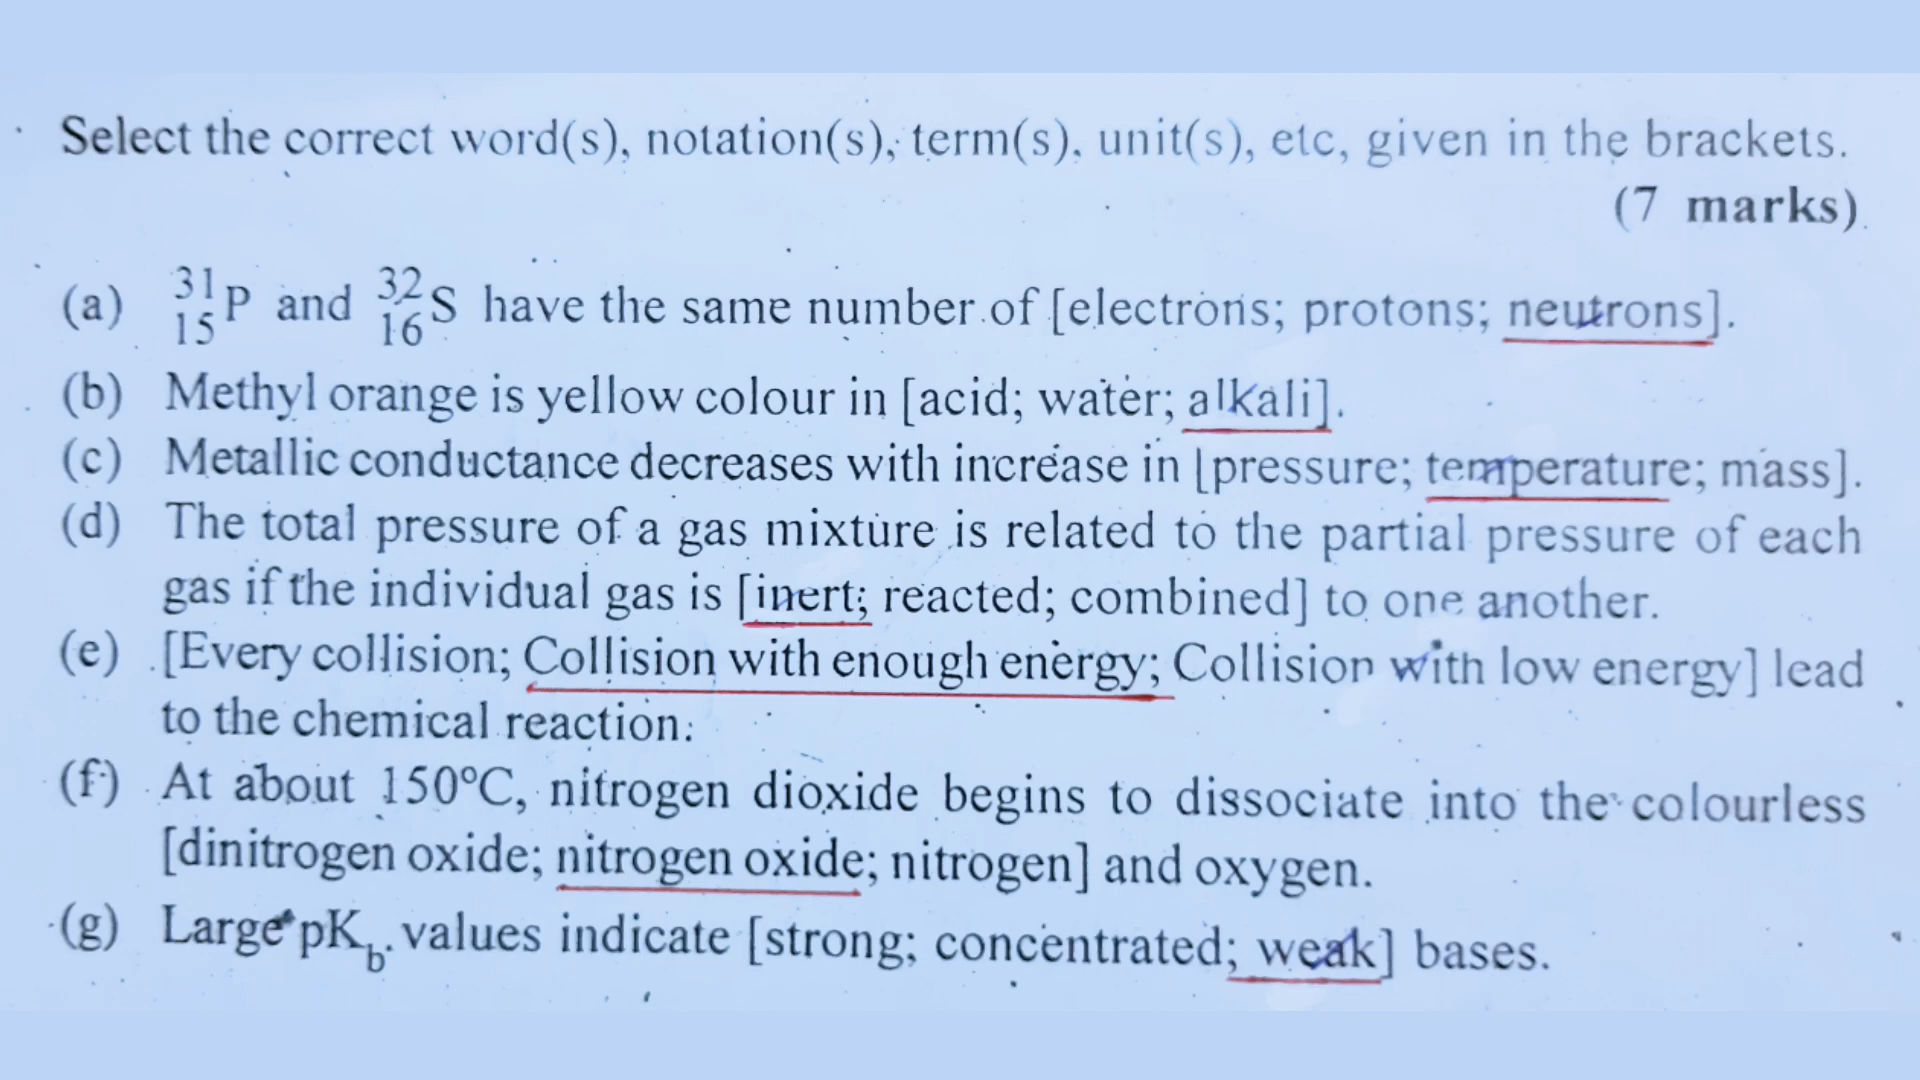 Select the correct word(s), notation(s), term(s), unit(s), etc, given in the brackets.
(7 marks)
(a) ³¹₁₅P and ³²₁₆S have the same number of [electrons; protons; neutrons].
(b) Methyl orange is yellow colour in [acid; water; alkali].
(c) Metallic conductance decreases with increase in [pressure; temperature; mass].
(d) The total pressure of a gas mixture is related to the partial pressure of each
gas if the individual gas is [inert; reacted; combined] to one another.
(e) [Every collision; Collision with enough energy; Collision with low energy] lead
to the chemical reaction.
(f) At about 150°C, nitrogen dioxide begins to dissociate into the colourless
[dinitrogen oxide; nitrogen oxide; nitrogen] and oxygen.
(g) Large pK_b values indicate [strong; concentrated; weak] bases.